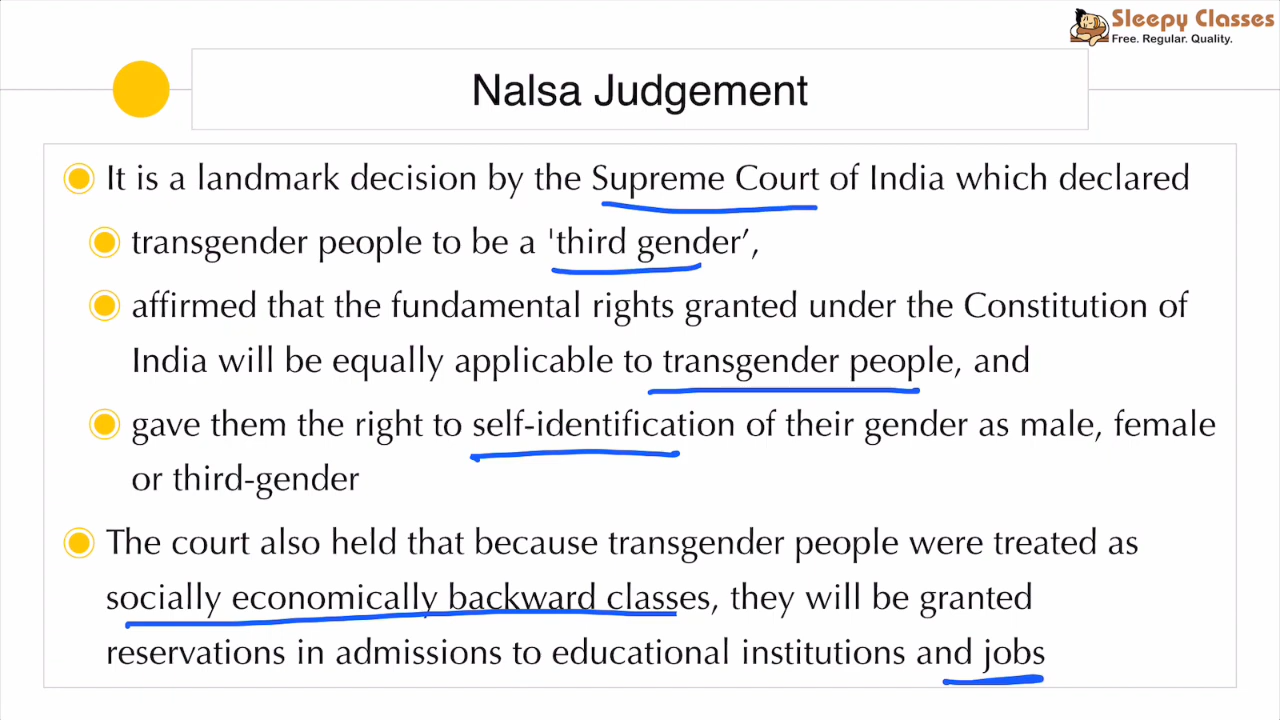 Sleepy Classes
Free. Regular. Quality.
Nalsa Judgement
It is a landmark decision by the Supreme Court of India which declared
transgender people to be a 'third gender’,
affirmed that the fundamental rights granted under the Constitution of
India will be equally applicable to transgender people, and
gave them the right to self-identification of their gender as male, female
or third-gender
The court also held that because transgender people were treated as
socially economically backward classes, they will be granted
reservations in admissions to educational institutions and jobs